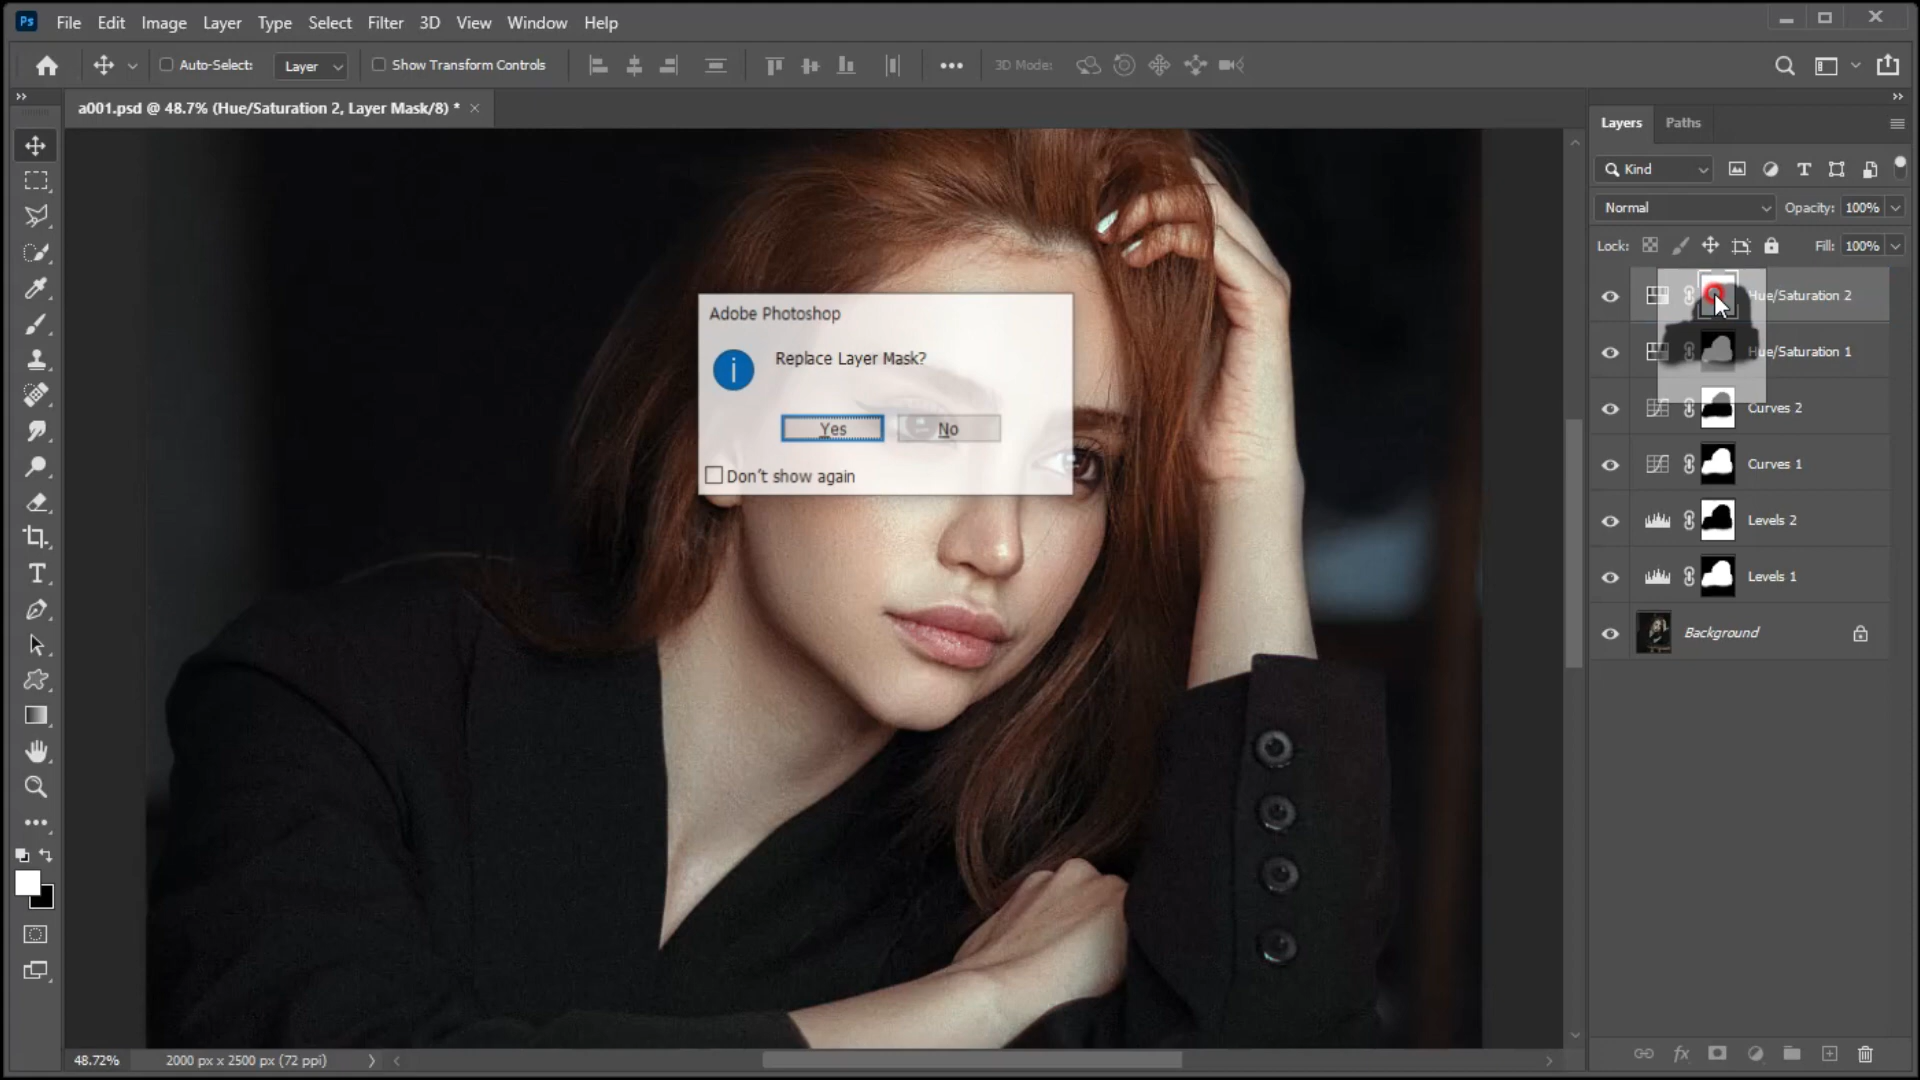 Ps File Edit Image Layer Type Select Filter 3D View Window Help
Auto-Select: Layer Show Transform Controls 3D Mode:
a001.psd @ 48.7% (Hue/Saturation 2, Layer Mask/8) *
Layers Paths
Kind
Normal Opacity: 100%
Lock: Fill: 100%
Hue/Saturation 2
Hue/Saturation 1
Curves 2
Curves 1
Levels 2
Levels 1
Background
Adobe Photoshop
Replace Layer Mask?
Yes No
Don't show again
48.72% 2000 px x 2500 px (72 ppi)